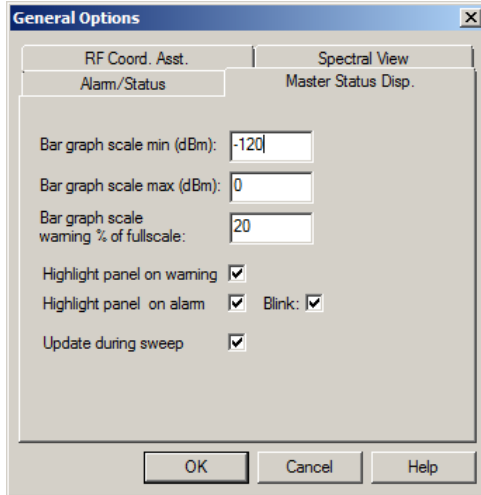 General Options
RF Coord. Asst.
Spectral View
Alarm/Status
Master Status Disp.
Bar graph scale min (dBm): -120
Bar graph scale max (dBm): 0
Bar graph scale
warning % of fullscale: 20
Highlight panel on warning
Highlight panel on alarm Blink:
Update during sweep
OK Cancel Help